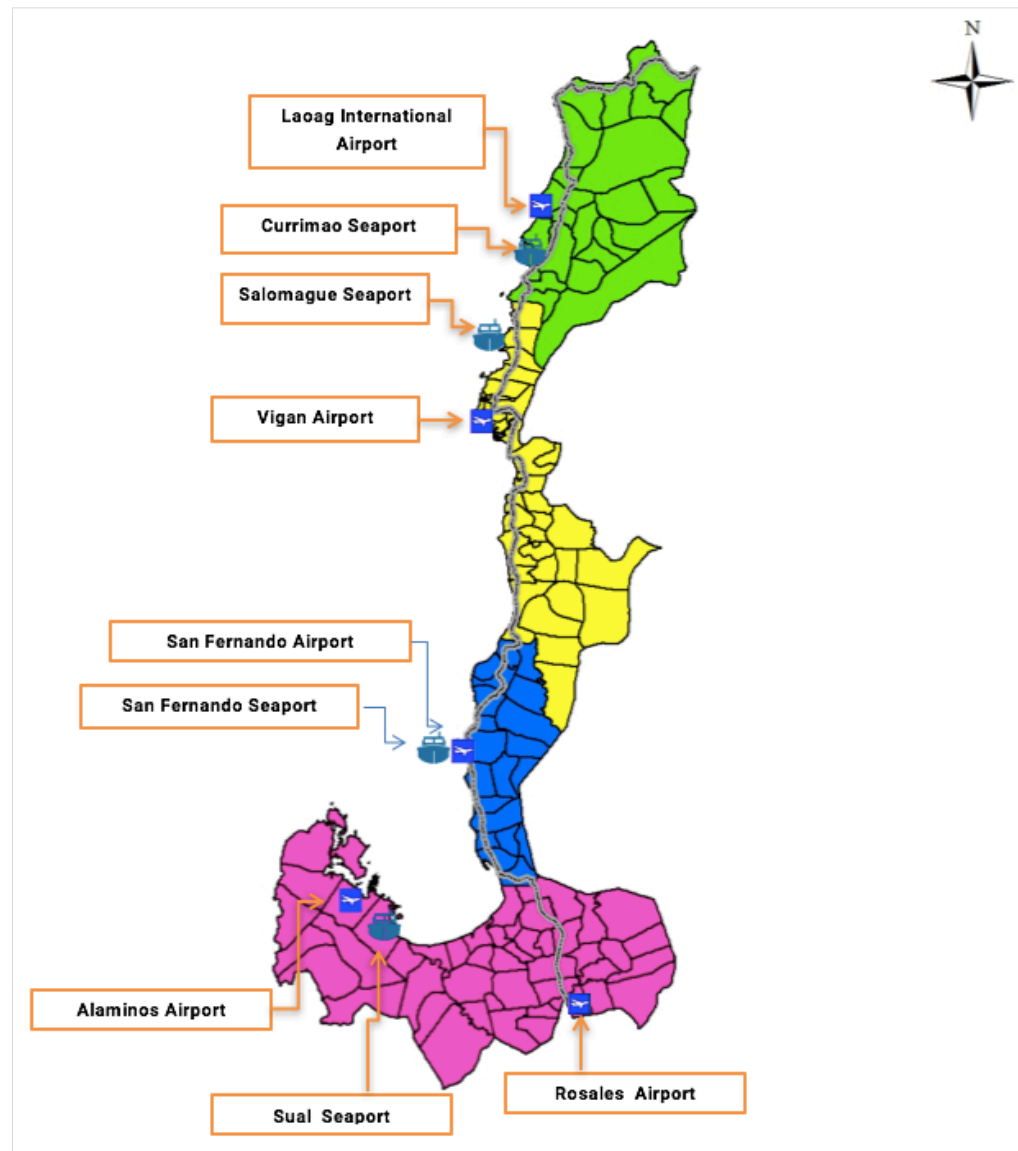 N
Laoag International
Airport
Currimao Seaport
Salomague Seaport
Vigan Airport
San Fernando Airport
San Fernando Seaport
Alaminos Airport
Rosales Airport
Sual Seaport